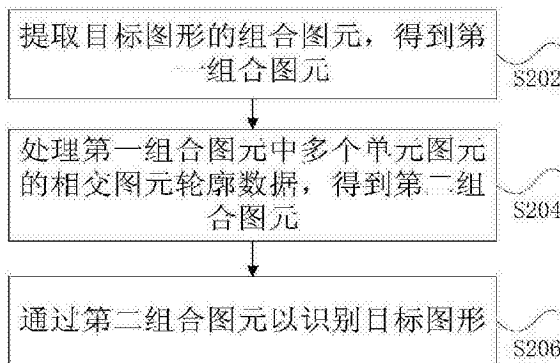 提取目标图形的组合图元，得到第
一组合图元
S202
处理第一组合图元中多个单元图元
的相交图元轮廓数据，得到第二组
合图元
S204
通过第二组合图元以识别目标图形
S206